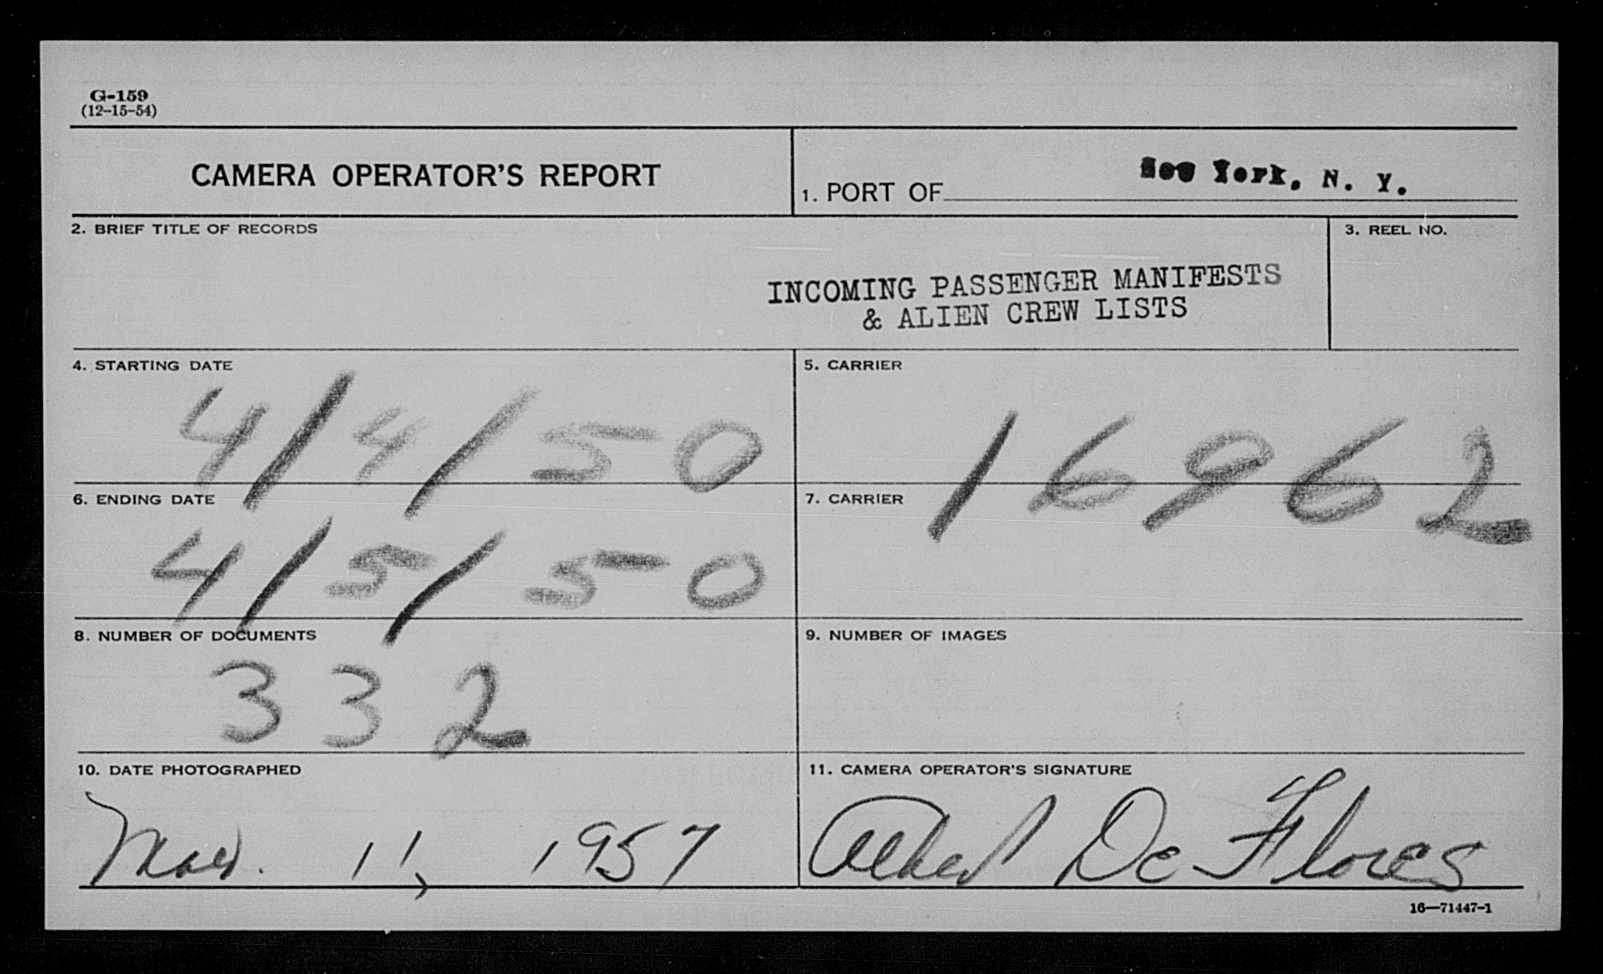 G-159
(12-15-54)
CAMERA OPERATOR'S REPORT
1. PORT OF New York, N. Y.
2. BRIEF TITLE OF RECORDS
3. REEL NO.
INCOMING PASSENGER MANIFESTS
& ALIEN CREW LISTS
4. STARTING DATE
4/4/50
5. CARRIER
16962
6. ENDING DATE
4/5/50
7. CARRIER
8. NUMBER OF DOCUMENTS
332
9. NUMBER OF IMAGES
10. DATE PHOTOGRAPHED
Mar. 11, 1957
11. CAMERA OPERATOR'S SIGNATURE
Albert De Flores
16—71447-1